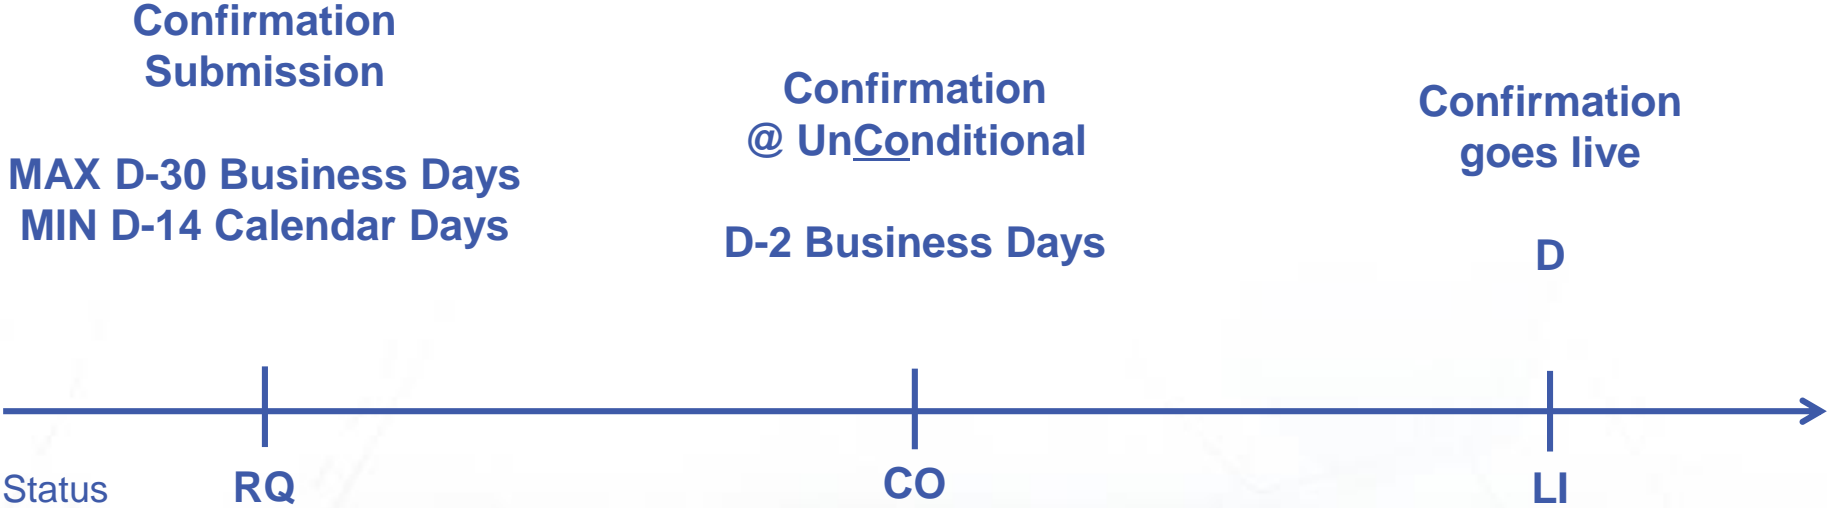 Confirmation
Submission
MAX D-30 Business Days
MIN D-14 Calendar Days
Confirmation
@ UnConditional
D-2 Business Days
Confirmation
goes live
D
Status
RQ
CO
LI